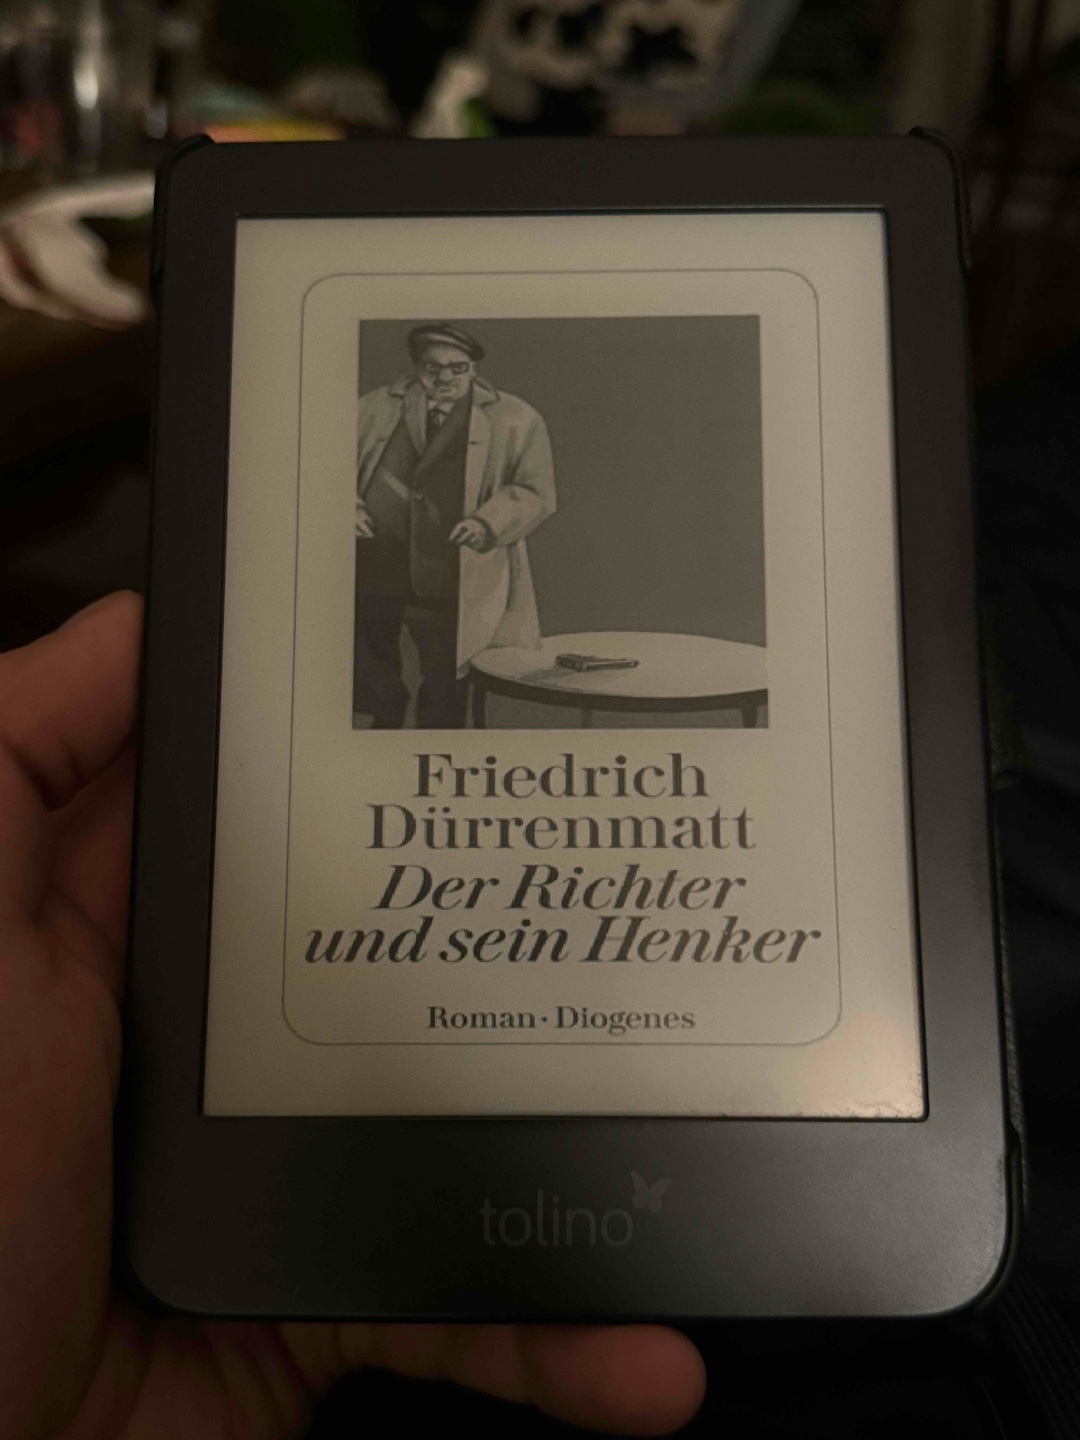 Friedrich
Dürrenmatt
Der Richter
und sein Henker
Roman · Diogenes
tolino